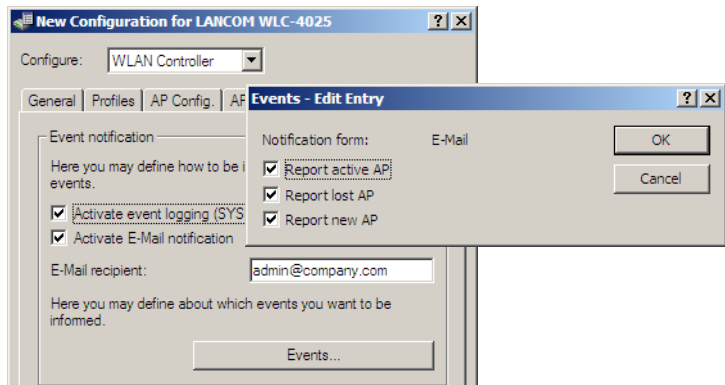 New Configuration for LANCOM WLC-4025
Configure: WLAN Controller
General Profiles AP Config.
Event notification
Here you may define how to be
events.
Activate event logging (SYS
Activate E-Mail notification
E-Mail recipient: admin@company.com
Here you may define about which events you want to be
informed.
Events...
Events - Edit Entry
Notification form: E-Mail
Report active AP
Report lost AP
Report new AP
OK
Cancel